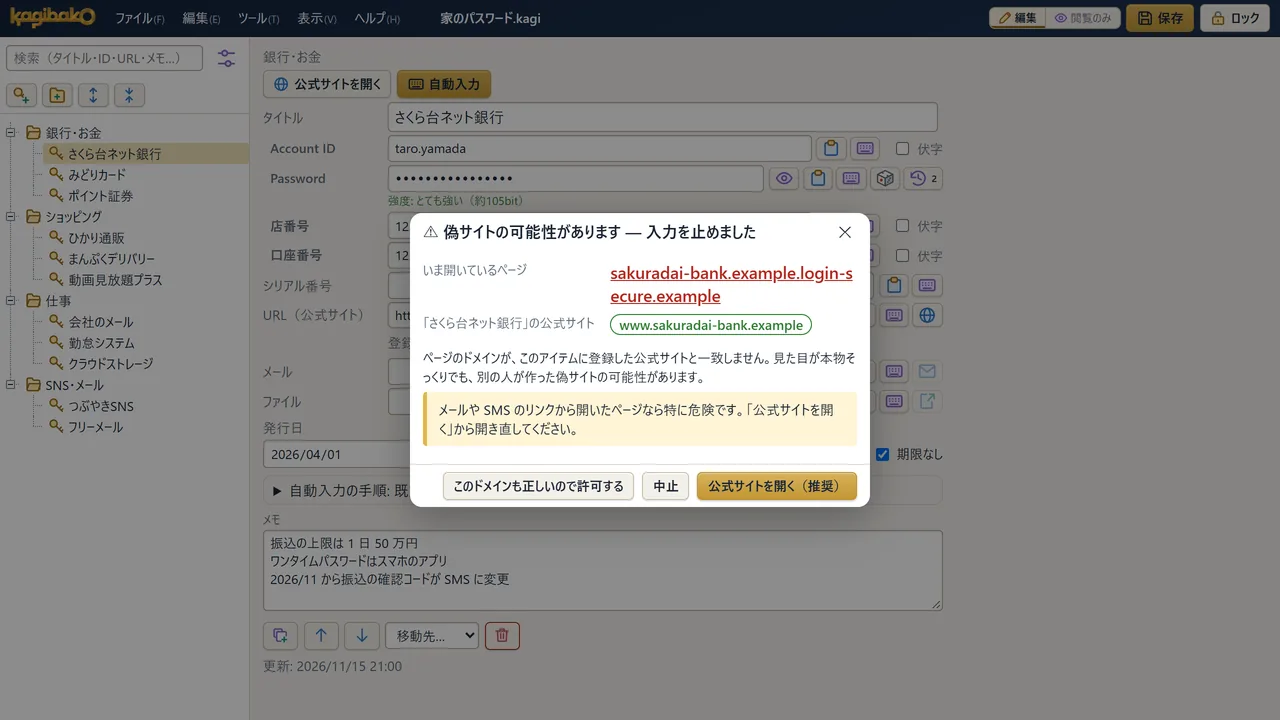 kagibako ファイル(F) 編集(E) ツール(T) 表示(V) ヘルプ(H) 家のパスワード.kagi 編集 閲覧のみ 保存 ロック
検索（タイトル・ID・URL・メモ...）
銀行・お金
さくら台ネット銀行
みどりカード
ポイント証券
ショッピング
ひかり通販
まんぷくデリバリー
動画見放題プラス
仕事
会社のメール
勤怠システム
クラウドストレージ
SNS・メール
つぶやきSNS
フリーメール
銀行・お金
公式サイトを開く 自動入力
タイトル さくら台ネット銀行
Account ID taro.yamada 伏字
Password •••••••••••••••• 2
強度: とても強い（約105bit）
店番号 12 伏字
口座番号 12 伏字
シリアル番号
URL（公式サイト） htt
登録
メール
ファイル
発行日
2026/04/01 期限なし
▶ 自動入力の手順: 既
メモ
振込の上限は 1 日 50 万円
ワンタイムパスワードはスマホのアプリ
2026/11 から振込の確認コードが SMS に変更
移動先...
更新: 2026/11/15 21:00
⚠ 偽サイトの可能性があります — 入力を止めました
いま開いているページ sakuradai-bank.example.login-s
ecure.example
「さくら台ネット銀行」の公式サイト www.sakuradai-bank.example
ページのドメインが、このアイテムに登録した公式サイトと一致しません。見た目が本物そ
っくりでも、別の人が作った偽サイトの可能性があります。
メールや SMS のリンクから開いたページなら特に危険です。「公式サイトを開
く」から開き直してください。
このドメインも正しいので許可する 中止 公式サイトを開く（推奨）